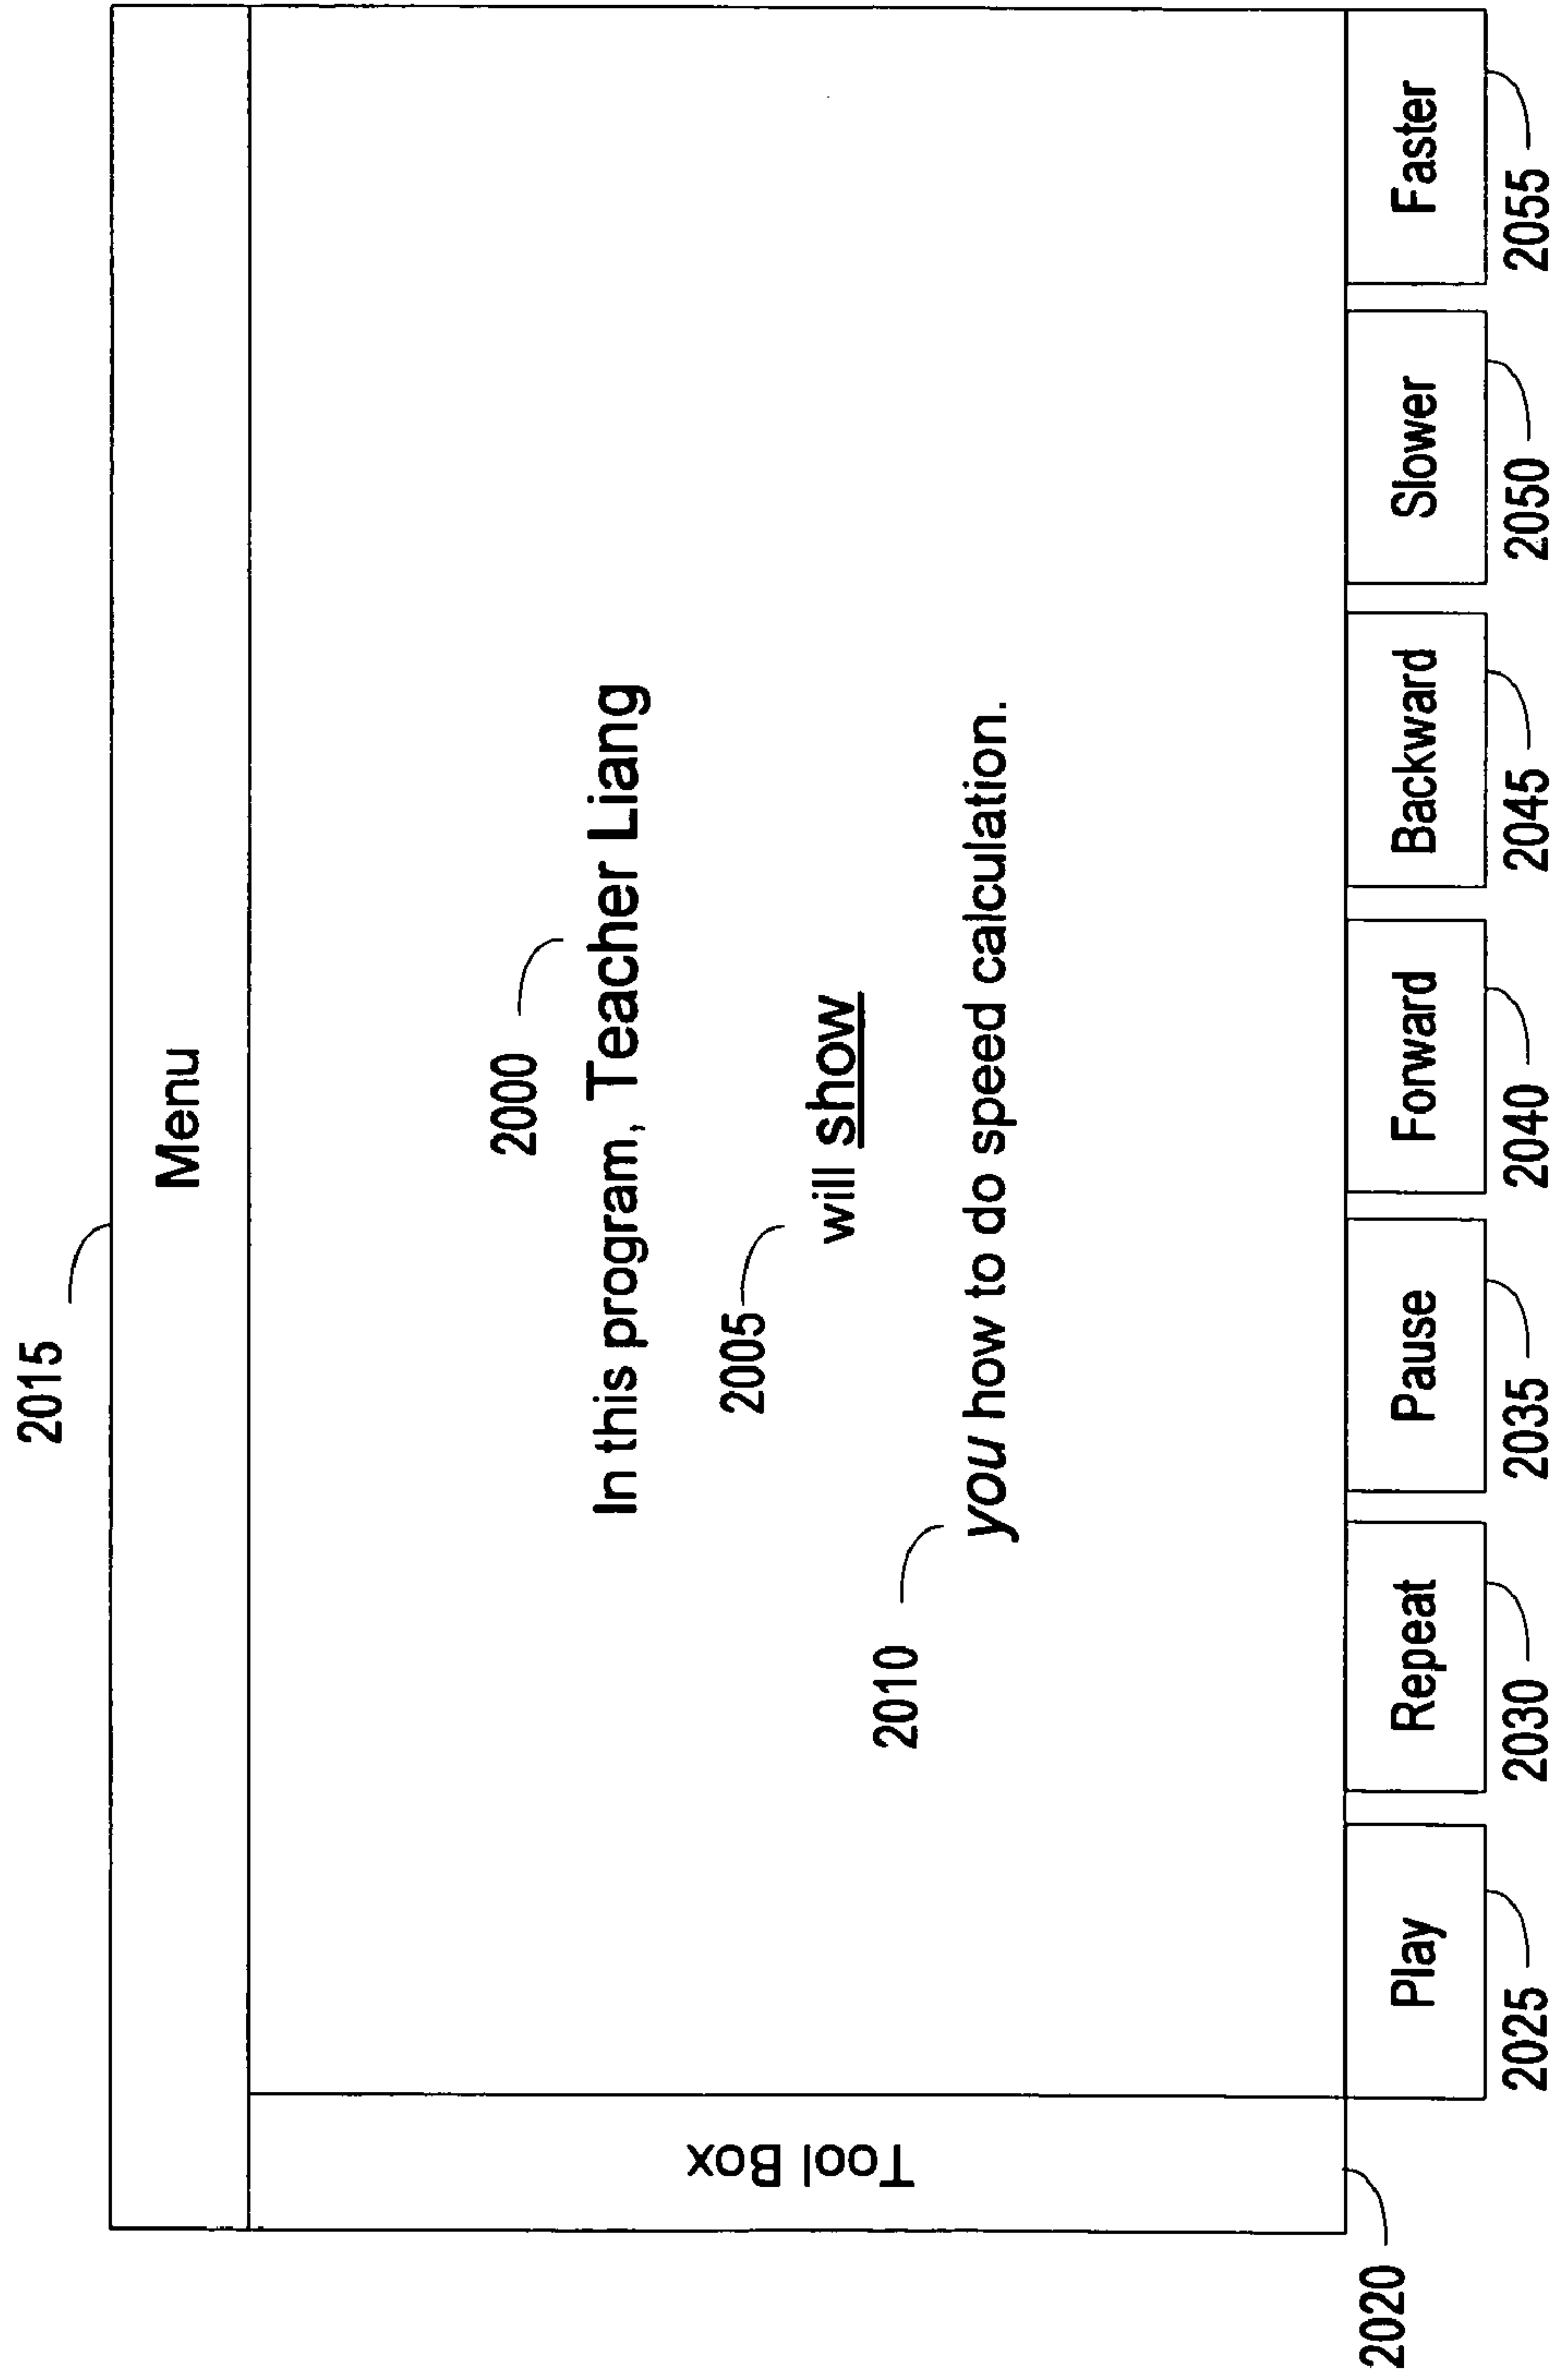 2015
Menu
2000
In this program, Teacher Liang
2005
will show
2010
you how to do speed calculation.
Tool Box
2020
Play
Repeat
Pause
Forward
Backward
Slower
Faster
2025
2030
2035
2040
2045
2050
2055